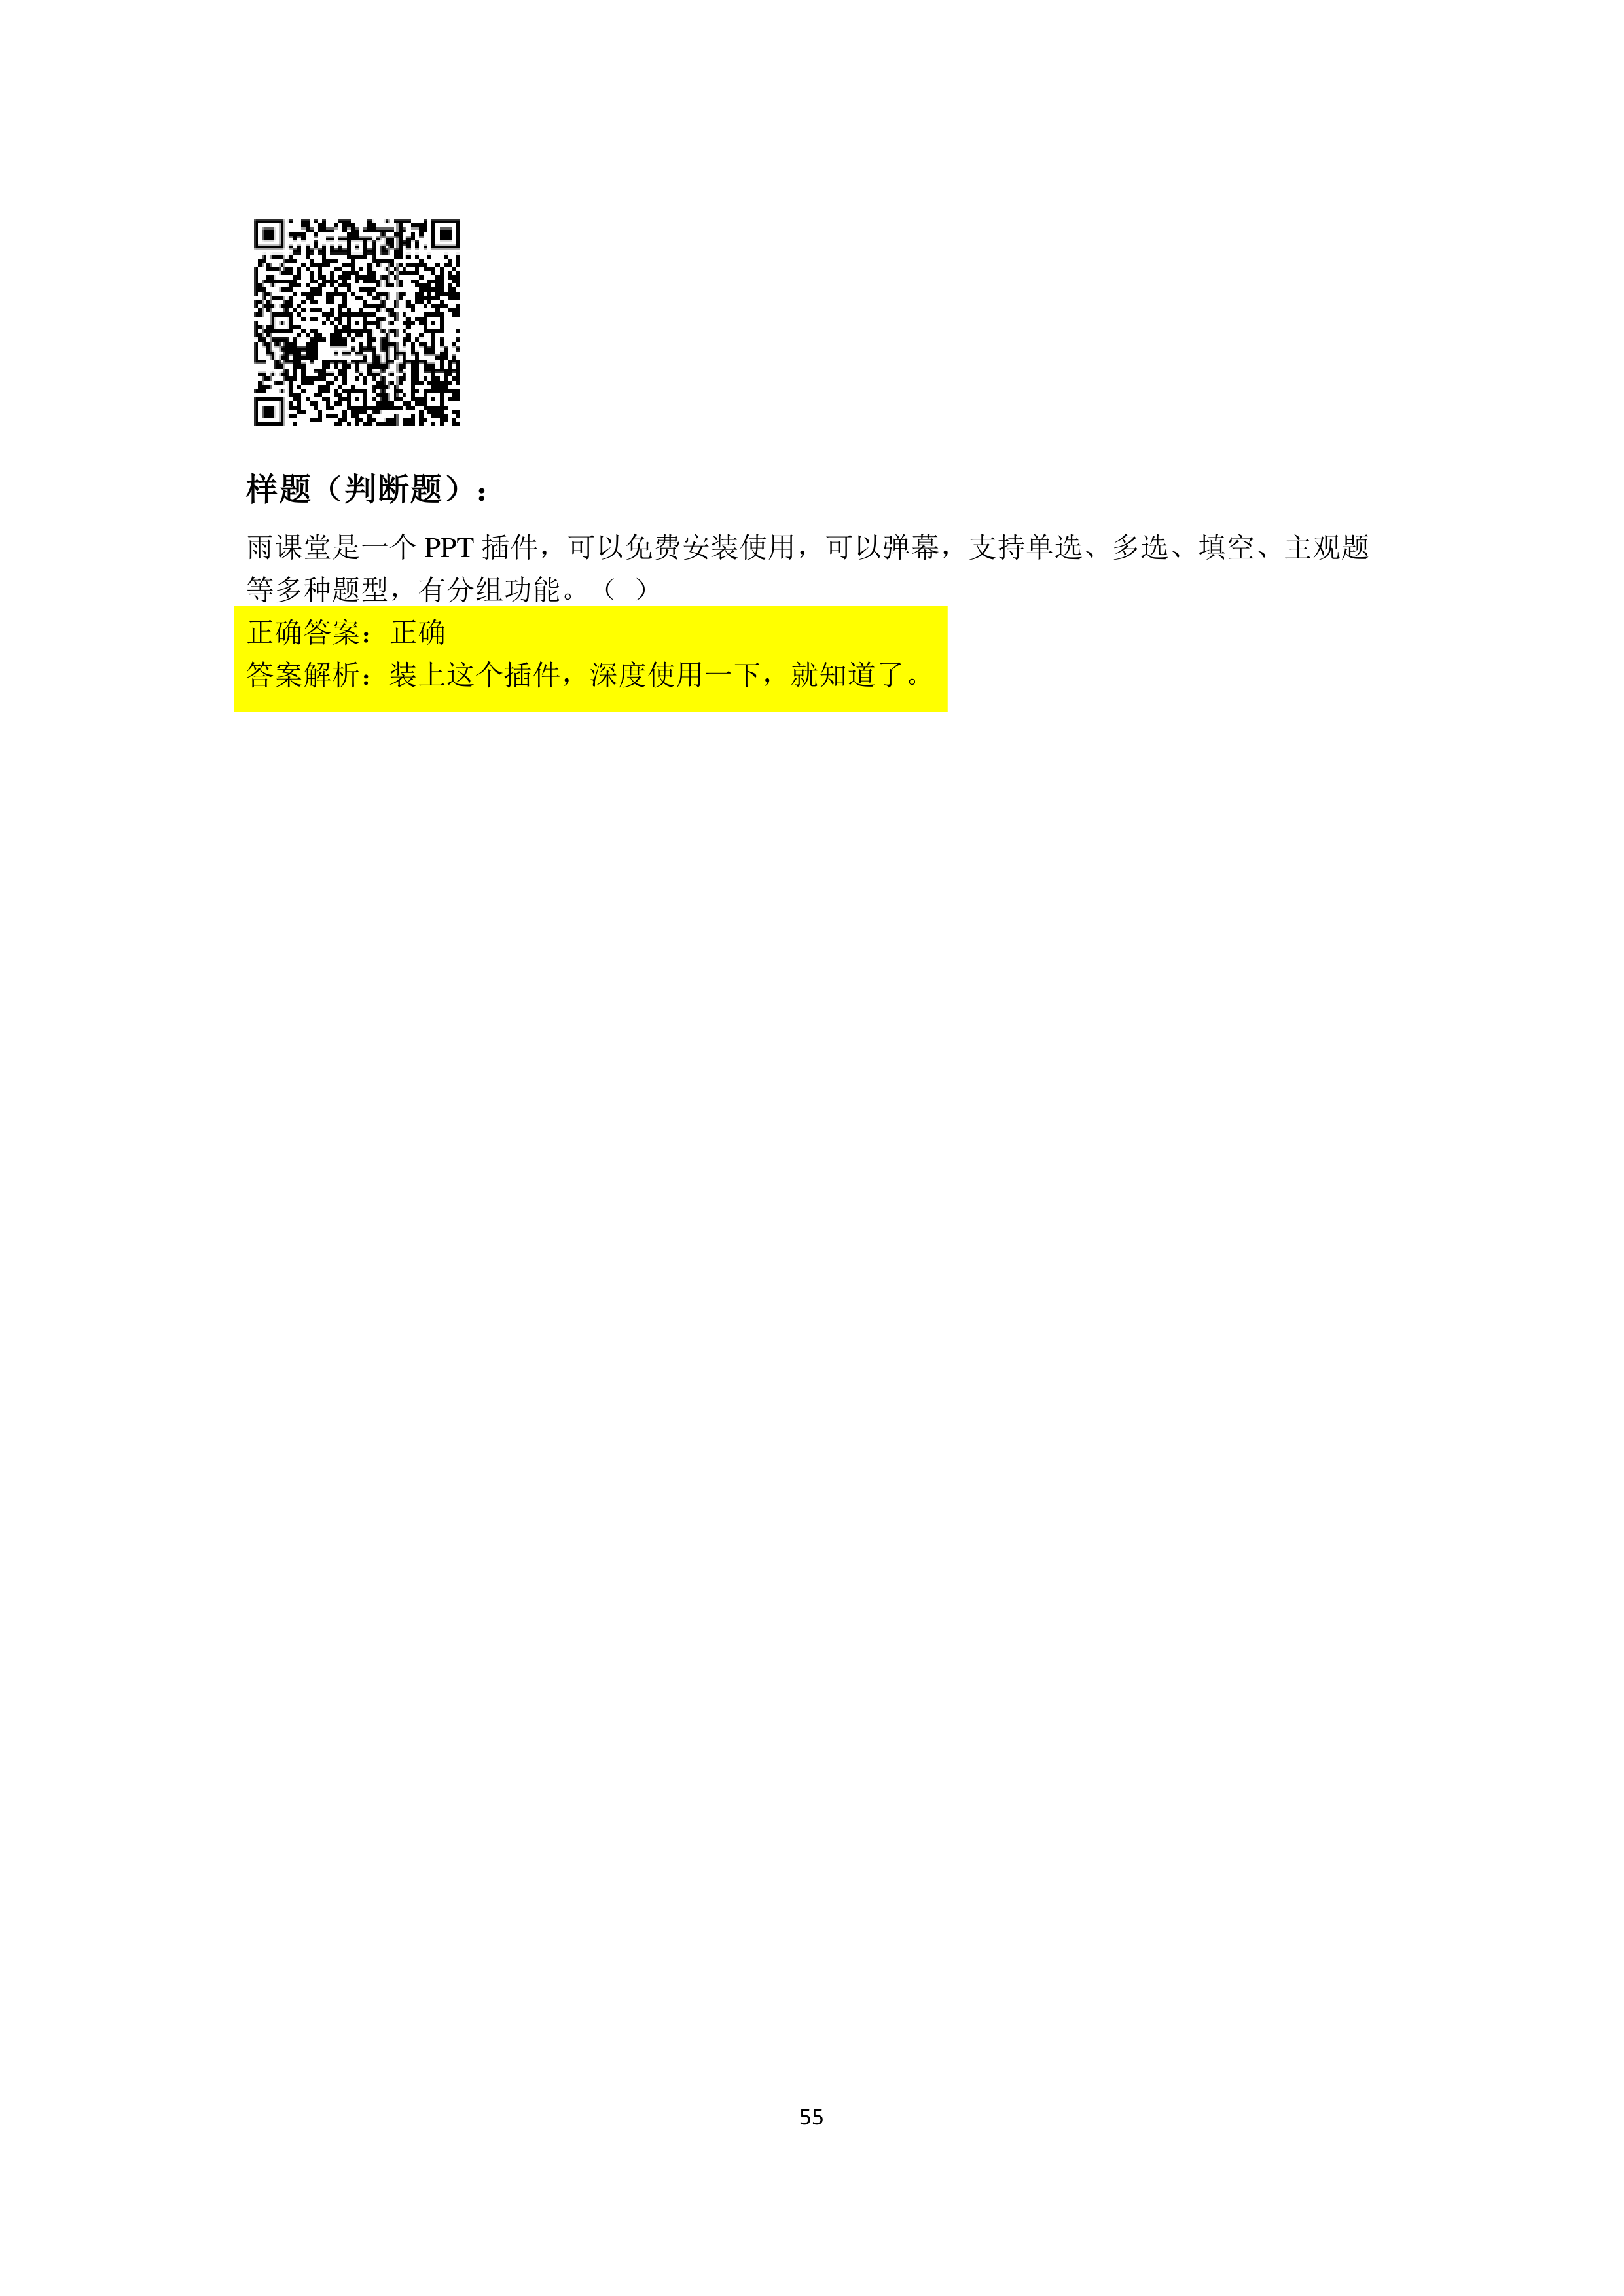 样题（判断题）：
雨课堂是一个 PPT 插件，可以免费安装使用，可以弹幕，支持单选、多选、填空、主观题
等多种题型，有分组功能。（ ）
正确答案：正确
答案解析：装上这个插件，深度使用一下，就知道了。
55